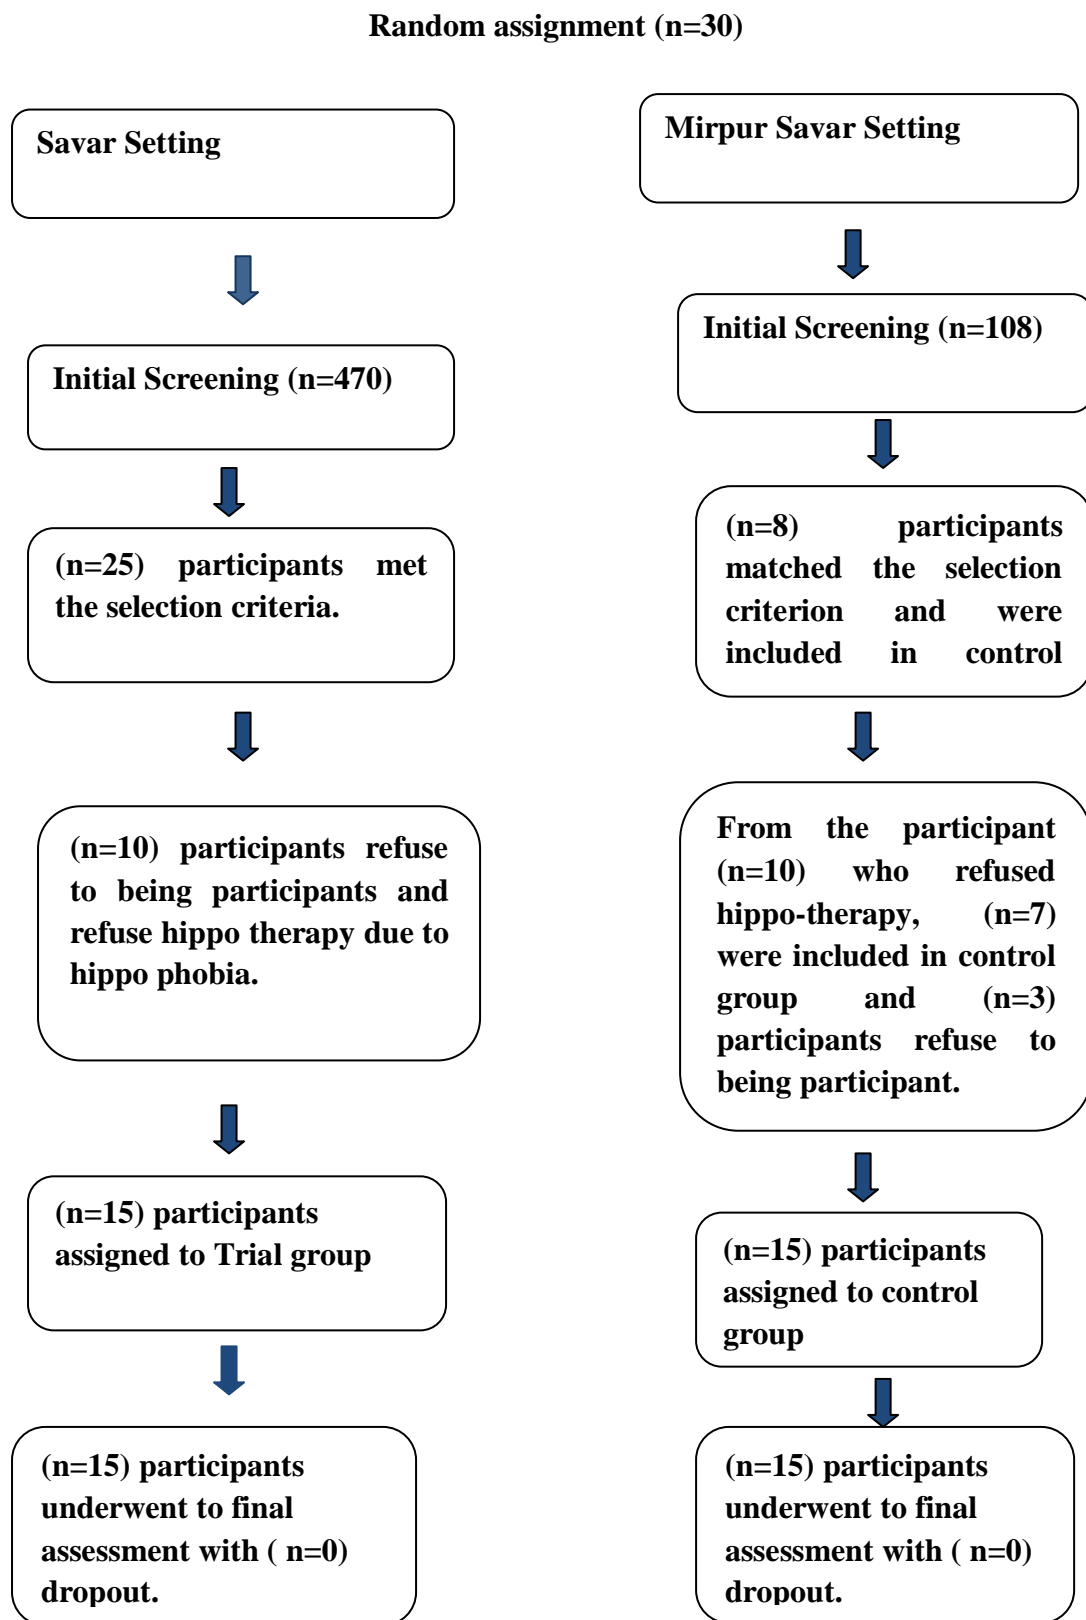 Random assignment (n=30)
Savar Setting
Initial Screening (n=470)
(n=25) participants met
the selection criteria.
(n=10) participants refuse
to being participants and
refuse hippo therapy due to
hippo phobia.
(n=15) participants
assigned to Trial group
(n=15) participants
underwent to final
assessment with ( n=0)
dropout.
Mirpur Savar Setting
Initial Screening (n=108)
(n=8) participants
matched the selection
criterion and were
included in control
From the participant
(n=10) who refused
hippo-therapy, (n=7)
were included in control
group and (n=3)
participants refuse to
being participant.
(n=15) participants
assigned to control
group
(n=15) participants
underwent to final
assessment with ( n=0)
dropout.